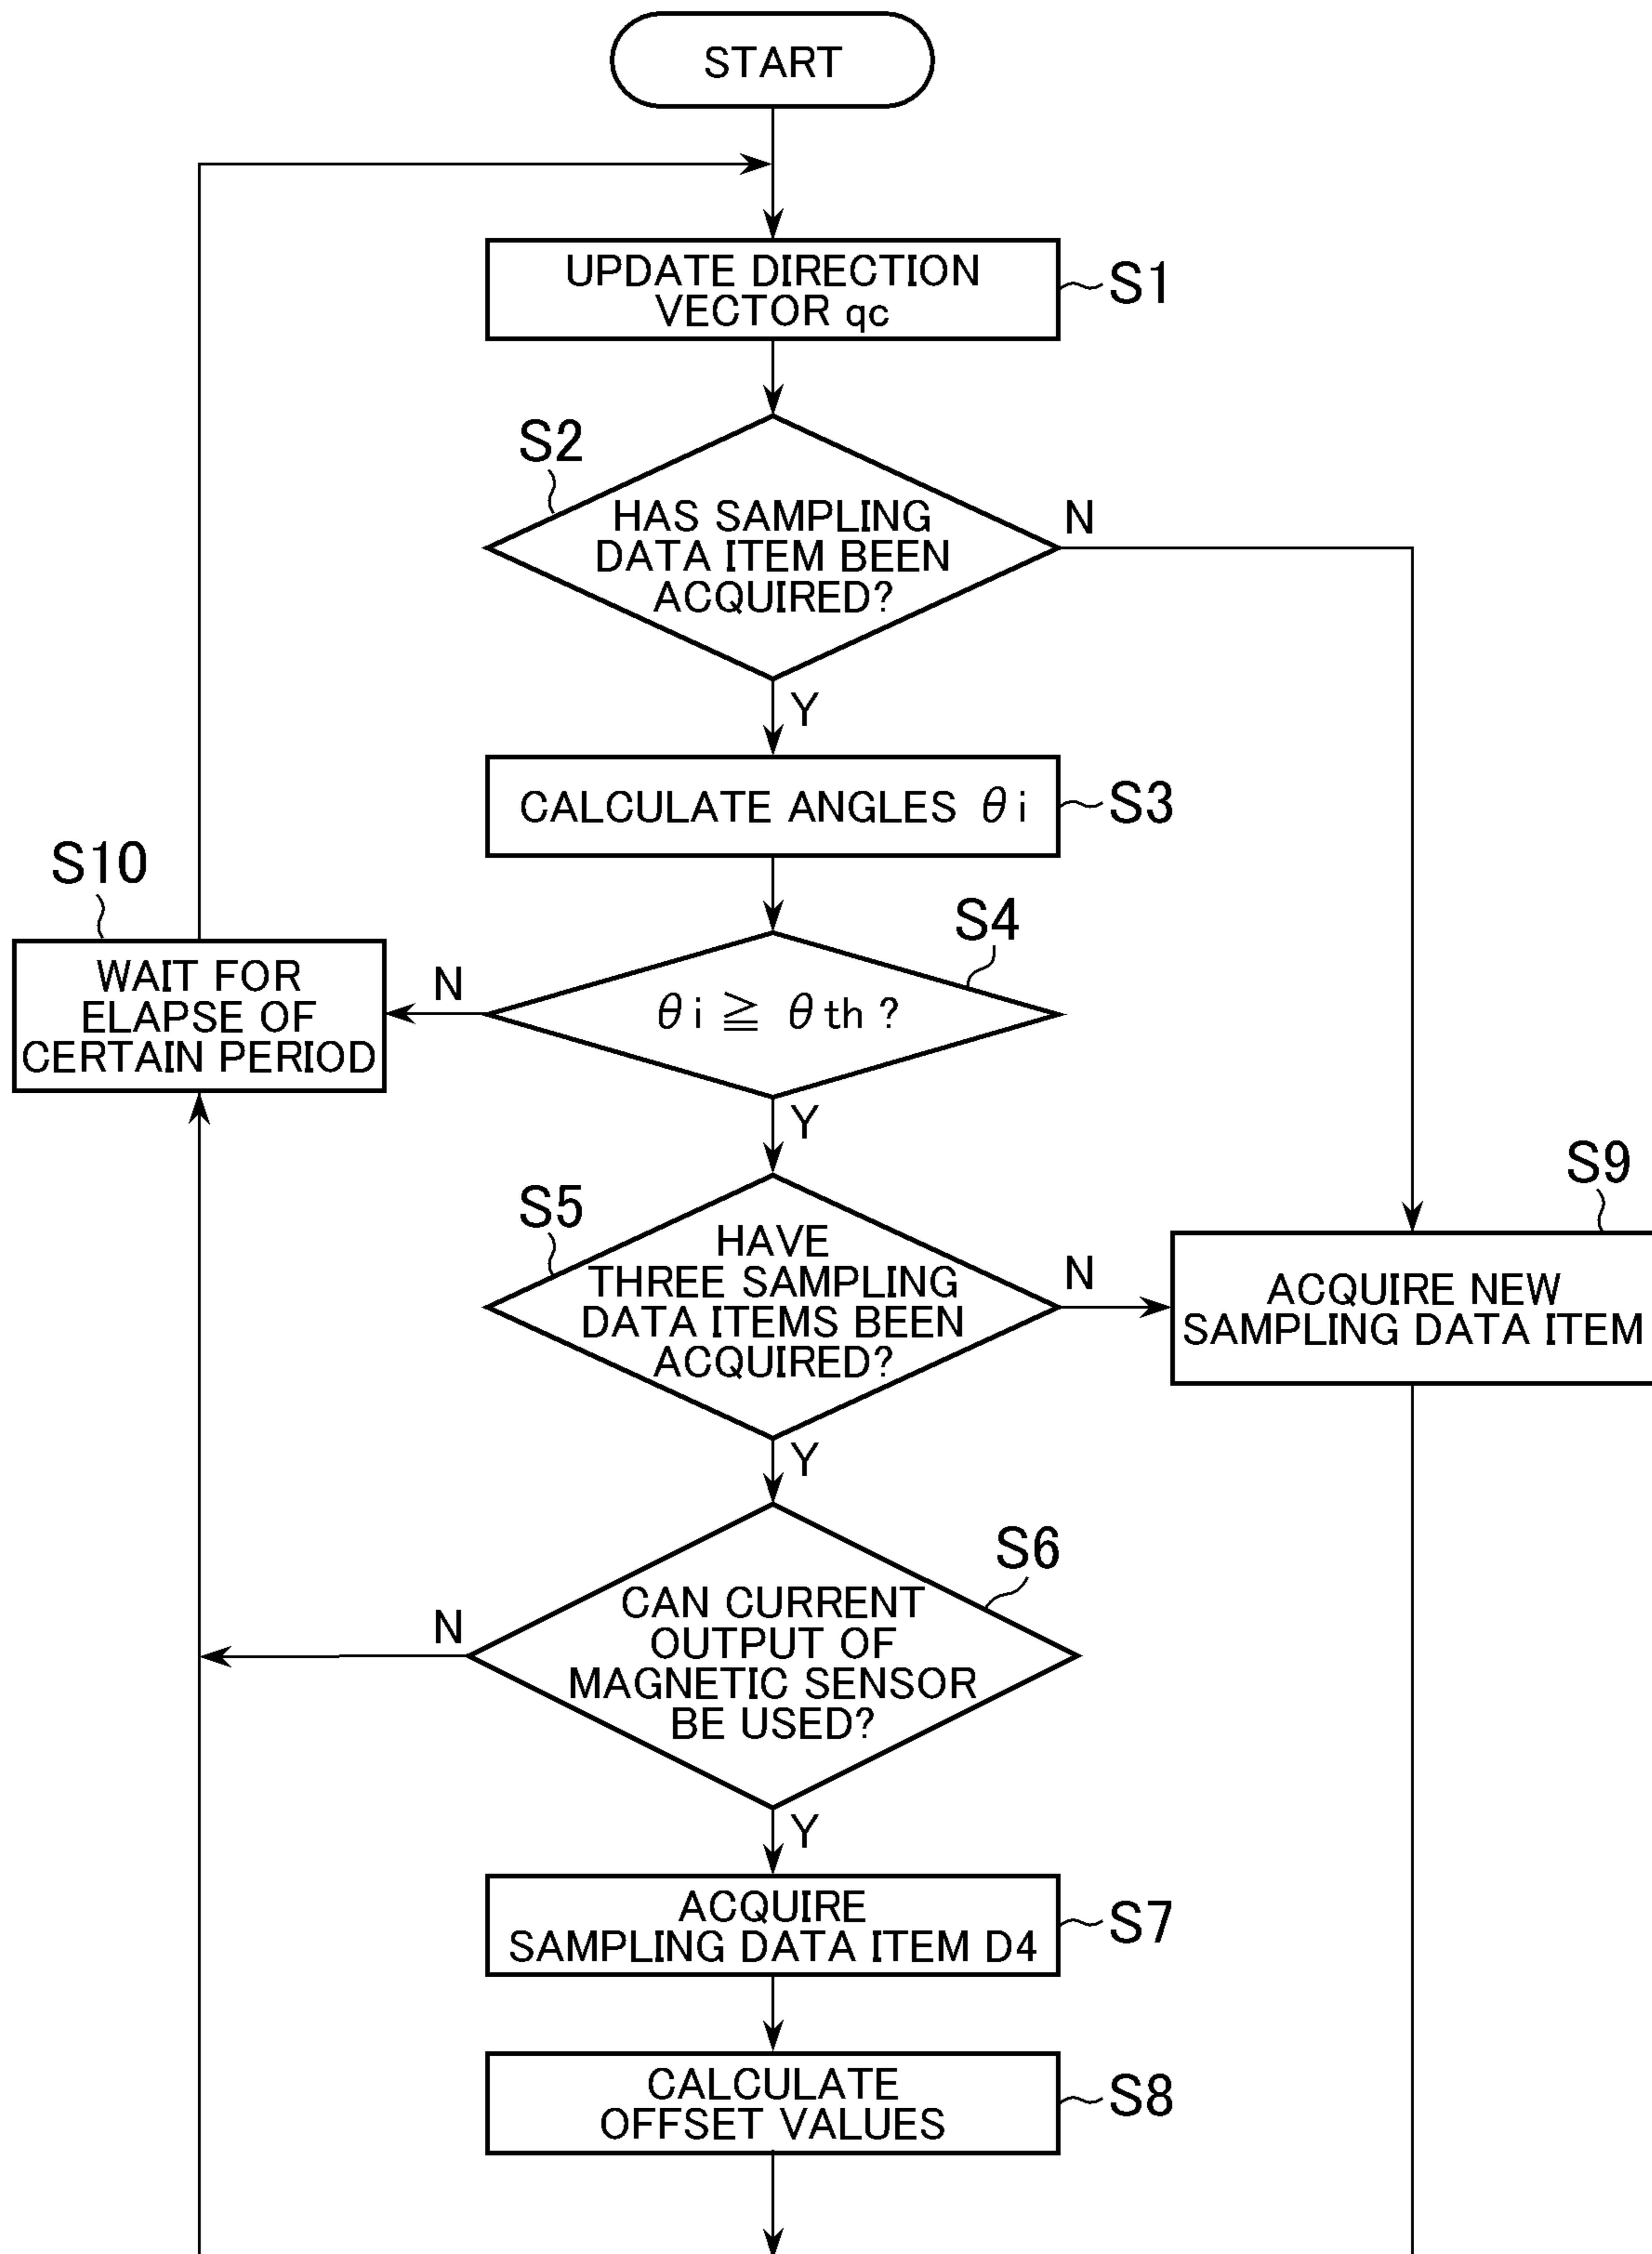 START
UPDATE DIRECTION
VECTOR qc
S1
S2
HAS SAMPLING
DATA ITEM BEEN
ACQUIRED?
N
Y
CALCULATE ANGLES θi
S3
S10
WAIT FOR
ELAPSE OF
CERTAIN PERIOD
N
S4
θi ≧ θth?
Y
S5
HAVE
THREE SAMPLING
DATA ITEMS BEEN
ACQUIRED?
N
S9
ACQUIRE NEW
SAMPLING DATA ITEM
Y
S6
CAN CURRENT
OUTPUT OF
MAGNETIC SENSOR
BE USED?
N
Y
ACQUIRE
SAMPLING DATA ITEM D4
S7
CALCULATE
OFFSET VALUES
S8